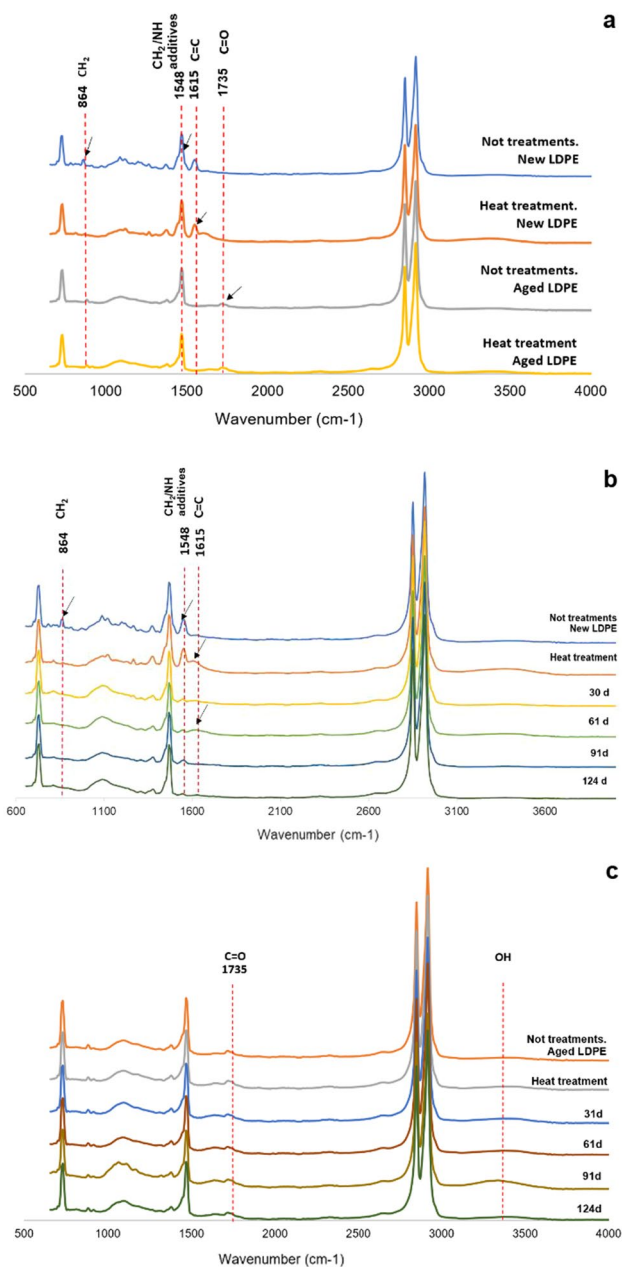 a
864 CH₂
CH₂/NH
additives
1548
1615 C=C
1735 C=O
Not treatments.
New LDPE
Heat treatment.
New LDPE
Not treatments.
Aged LDPE
Heat treatment
Aged LDPE
500 1000 1500 2000 2500 3000 3500 4000
Wavenumber (cm-1)
b
864 CH₂
CH₂/NH
additives
1548
1615 C=C
Not treatments
New LDPE
Heat treatment
30 d
61 d
91d
124 d
600 1100 1600 2100 2600 3100 3600
Wavenumber (cm-1)
c
C=O
1735
OH
Not treatments.
Aged LDPE
Heat treatment
31d
61d
91d
124d
500 1000 1500 2000 2500 3000 3500 4000
Wavenumber (cm-1)